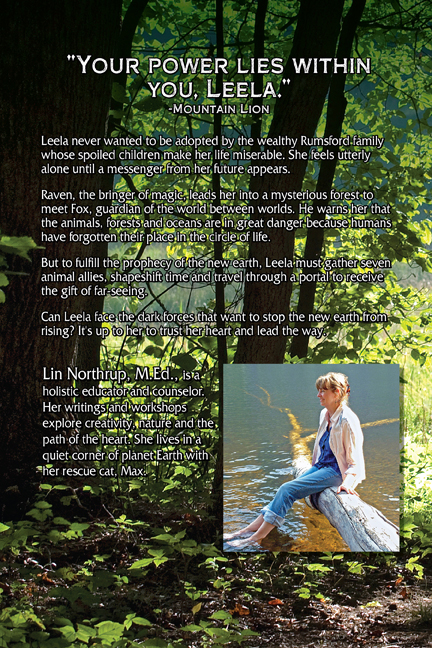 "Your power lies within
you, Leela."
-Mountain Lion
Leela never wanted to be adopted by the wealthy Rumsford family
whose spoiled children make her life miserable. She feels utterly
alone until a messenger from her future appears.
Raven, the bringer of magic, leads her into a mysterious forest to
meet Fox, guardian of the world between worlds. He warns her that
the animals, forests and oceans are in great danger because humans
have forgotten their place in the circle of life.
But to fulfill the prophecy of the new earth, Leela must gather seven
animal allies, shapeshift time and travel through a portal to receive
the gift of far-seeing.
Can Leela face the dark forces that want to stop the new earth from
rising? It's up to her to trust her heart and lead the way.
Lin Northrup, M.Ed., is a
holistic educator and counselor.
Her writings and workshops
explore creativity, nature and the
path of the heart. She lives in a
quiet corner of planet Earth with
her rescue cat, Max.